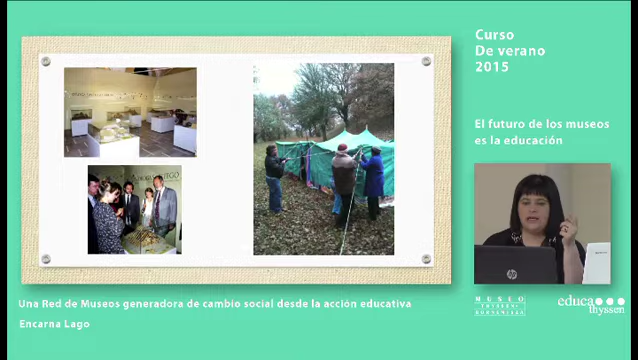 Curso
De verano
2015
El futuro de los museos
es la educación
Una Red de Museos generadora de cambio social desde la acción educativa
Encarna Lago
MUSEO
THYSSEN-
BORNEMISZA
educa
thyssen
hp